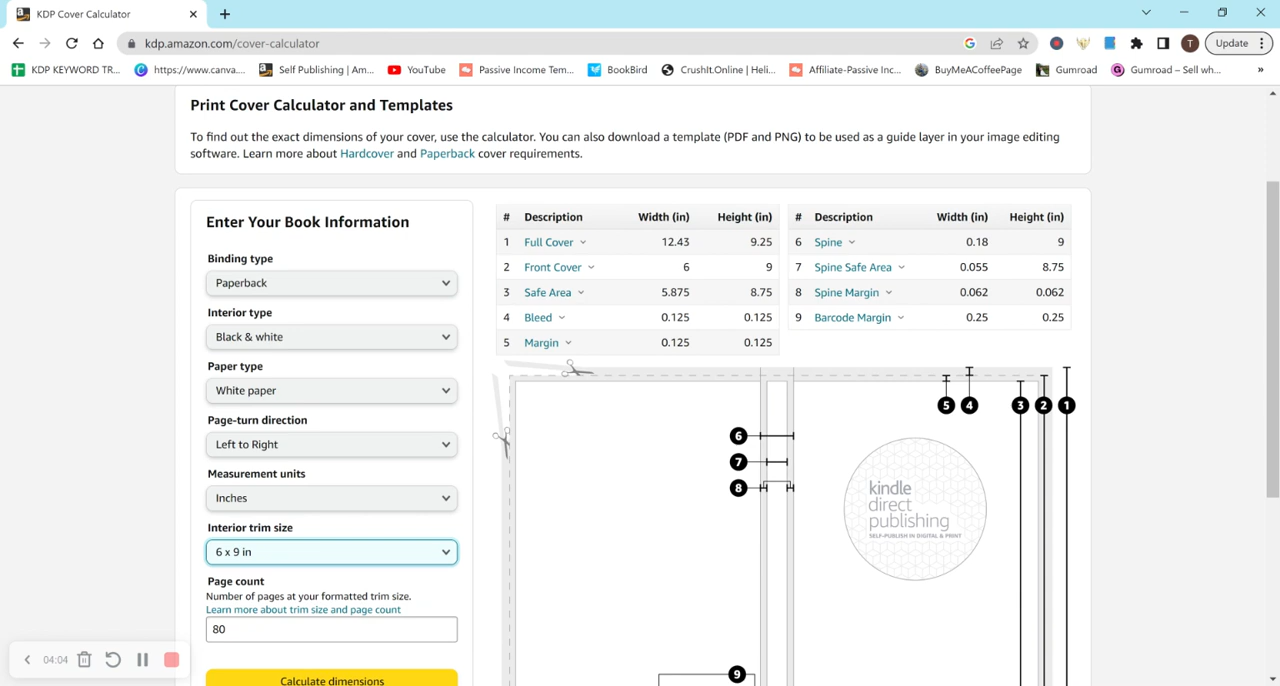 KDP Cover Calculator
kdp.amazon.com/cover-calculator
T
Update
KDP KEYWORD TR...
https://www.canva....
Self Publishing | Am...
YouTube
Passive Income Tem...
BookBird
CrushIt.Online | Heli...
Affiliate-Passive Inc...
BuyMeACoffeePage
Gumroad
Gumroad – Sell wh...
»
Print Cover Calculator and Templates
To find out the exact dimensions of your cover, use the calculator. You can also download a template (PDF and PNG) to be used as a guide layer in your image editing
software. Learn more about Hardcover and Paperback cover requirements.
Enter Your Book Information
Binding type
Paperback
Interior type
Black & white
Paper type
White paper
Page-turn direction
Left to Right
Measurement units
Inches
Interior trim size
6 x 9 in
Page count
Number of pages at your formatted trim size.
Learn more about trim size and page count
80
Calculate dimensions
# Description Width (in) Height (in)
1 Full Cover 12.43 9.25
2 Front Cover 6 9
3 Safe Area 5.875 8.75
4 Bleed 0.125 0.125
5 Margin 0.125 0.125
# Description Width (in) Height (in)
6 Spine 0.18 9
7 Spine Safe Area 0.055 8.75
8 Spine Margin 0.062 0.062
9 Barcode Margin 0.25 0.25
5 4 3 2 1
6
7
8
kindle
direct
publishing
SELF-PUBLISH IN DIGITAL & PRINT
9
04:04